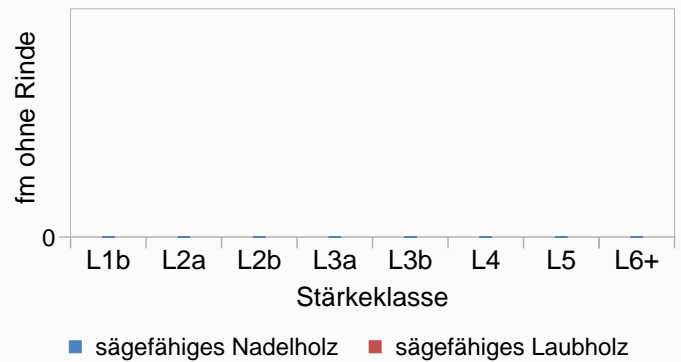 fm ohne Rinde
0
L1b L2a L2b L3a L3b L4 L5 L6+
Stärkeklasse
sägefähiges Nadelholz sägefähiges Laubholz